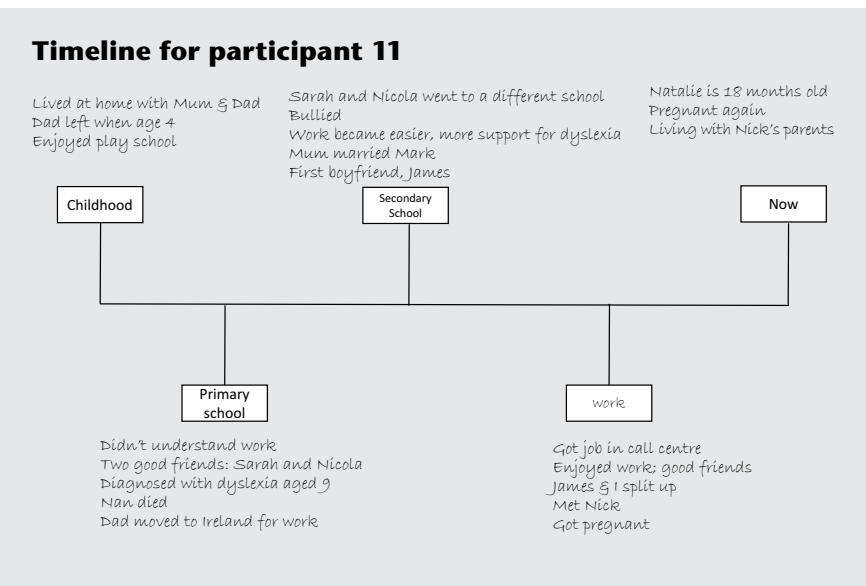 Timeline for participant 11
Lived at home with Mum & Dad
Dad left when age 4
Enjoyed play school
Childhood
Didn't understand work
Two good friends: Sarah and Nicola
Diagnosed with dyslexia aged 9
Nan died
Dad moved to Ireland for work
Primary
school
Sarah and Nicola went to a different school
Bullied
Work became easier, more support for dyslexia
Mum married Mark
First boyfriend, James
Secondary
School
work
Got job in call centre
Enjoyed work; good friends
James & I split up
Met Nick
Got pregnant
Natalie is 18 months old
Pregnant again
Living with Nick's parents
Now